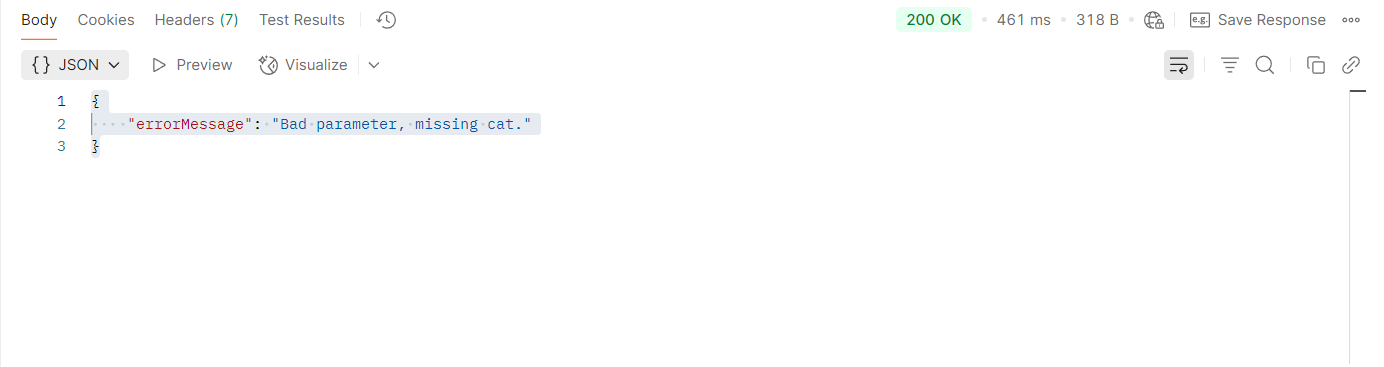 Body Cookies Headers (7) Test Results 200 OK 461 ms 318 B e.g. Save Response
{} JSON Preview Visualize
1 {
2 "errorMessage": "Bad parameter, missing cat."
3 }